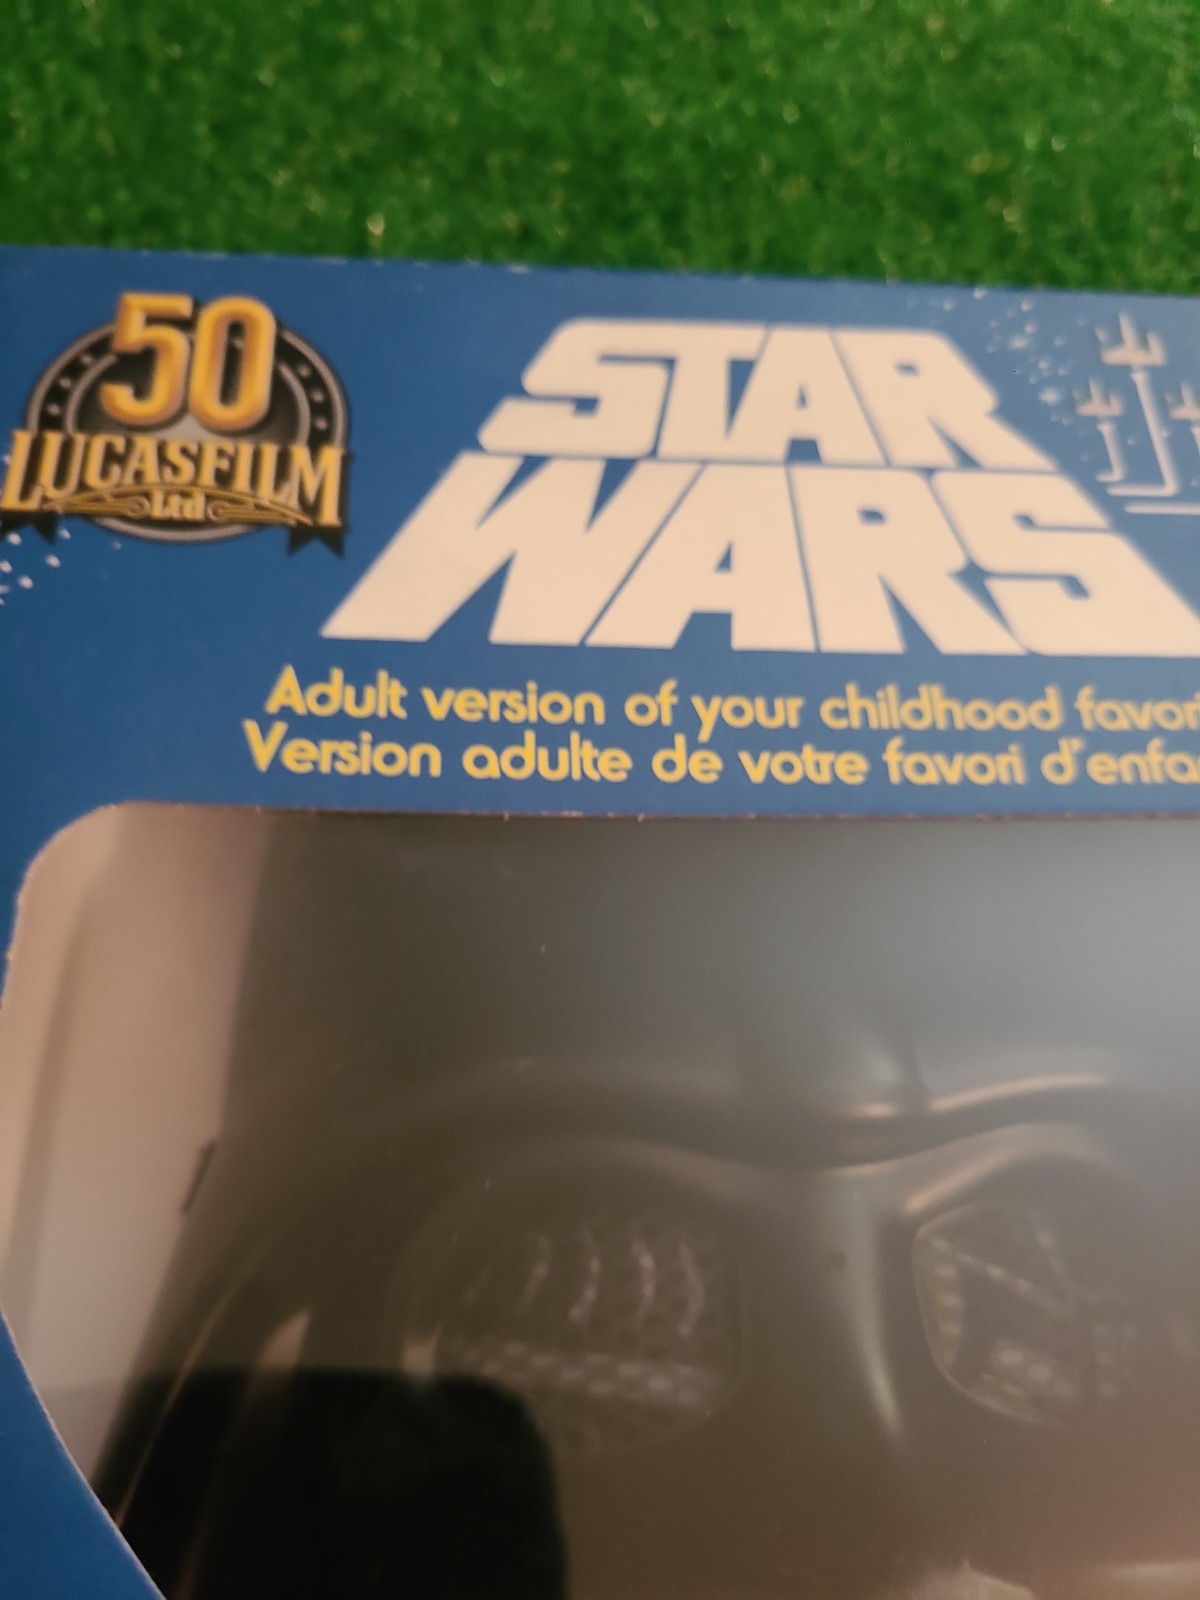 50
LUCASFILM
Ltd
STAR
WARS
Adult version of your childhood
Version adulte de votre favori